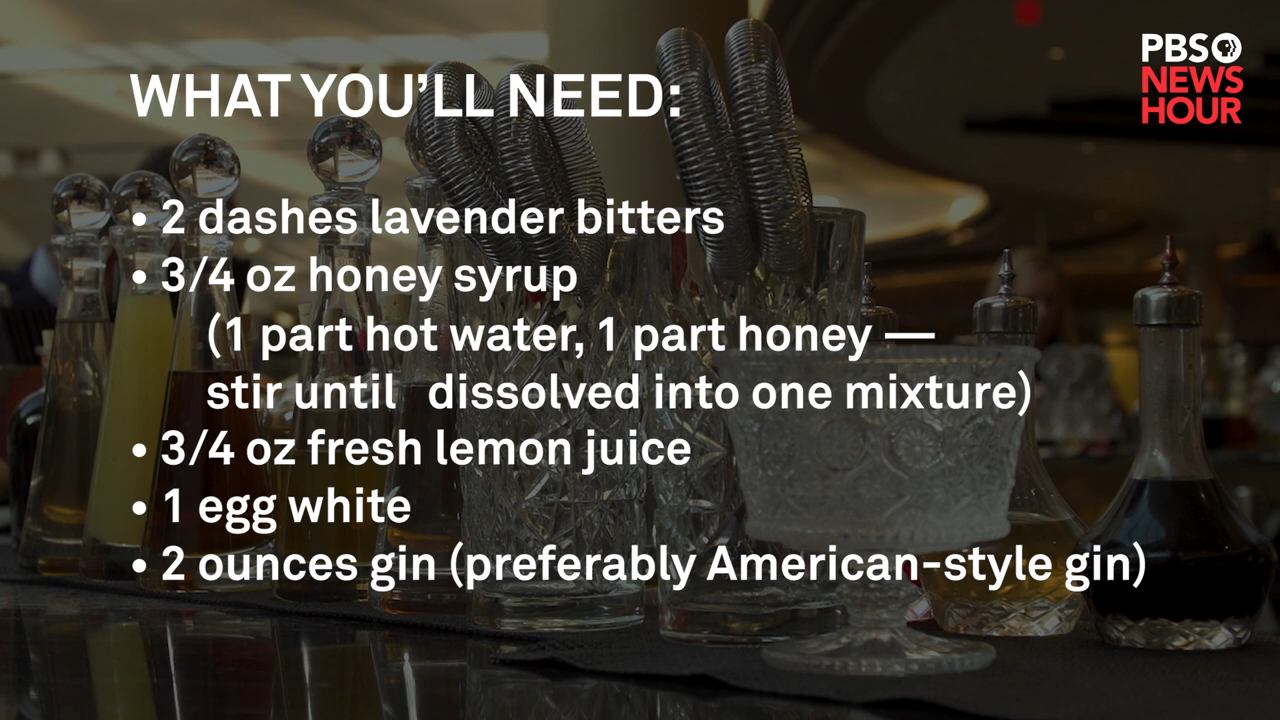 PBS
NEWS
HOUR
WHAT YOU'LL NEED:
• 2 dashes lavender bitters
• 3/4 oz honey syrup
(1 part hot water, 1 part honey —
stir until dissolved into one mixture)
• 3/4 oz fresh lemon juice
• 1 egg white
• 2 ounces gin (preferably American-style gin)